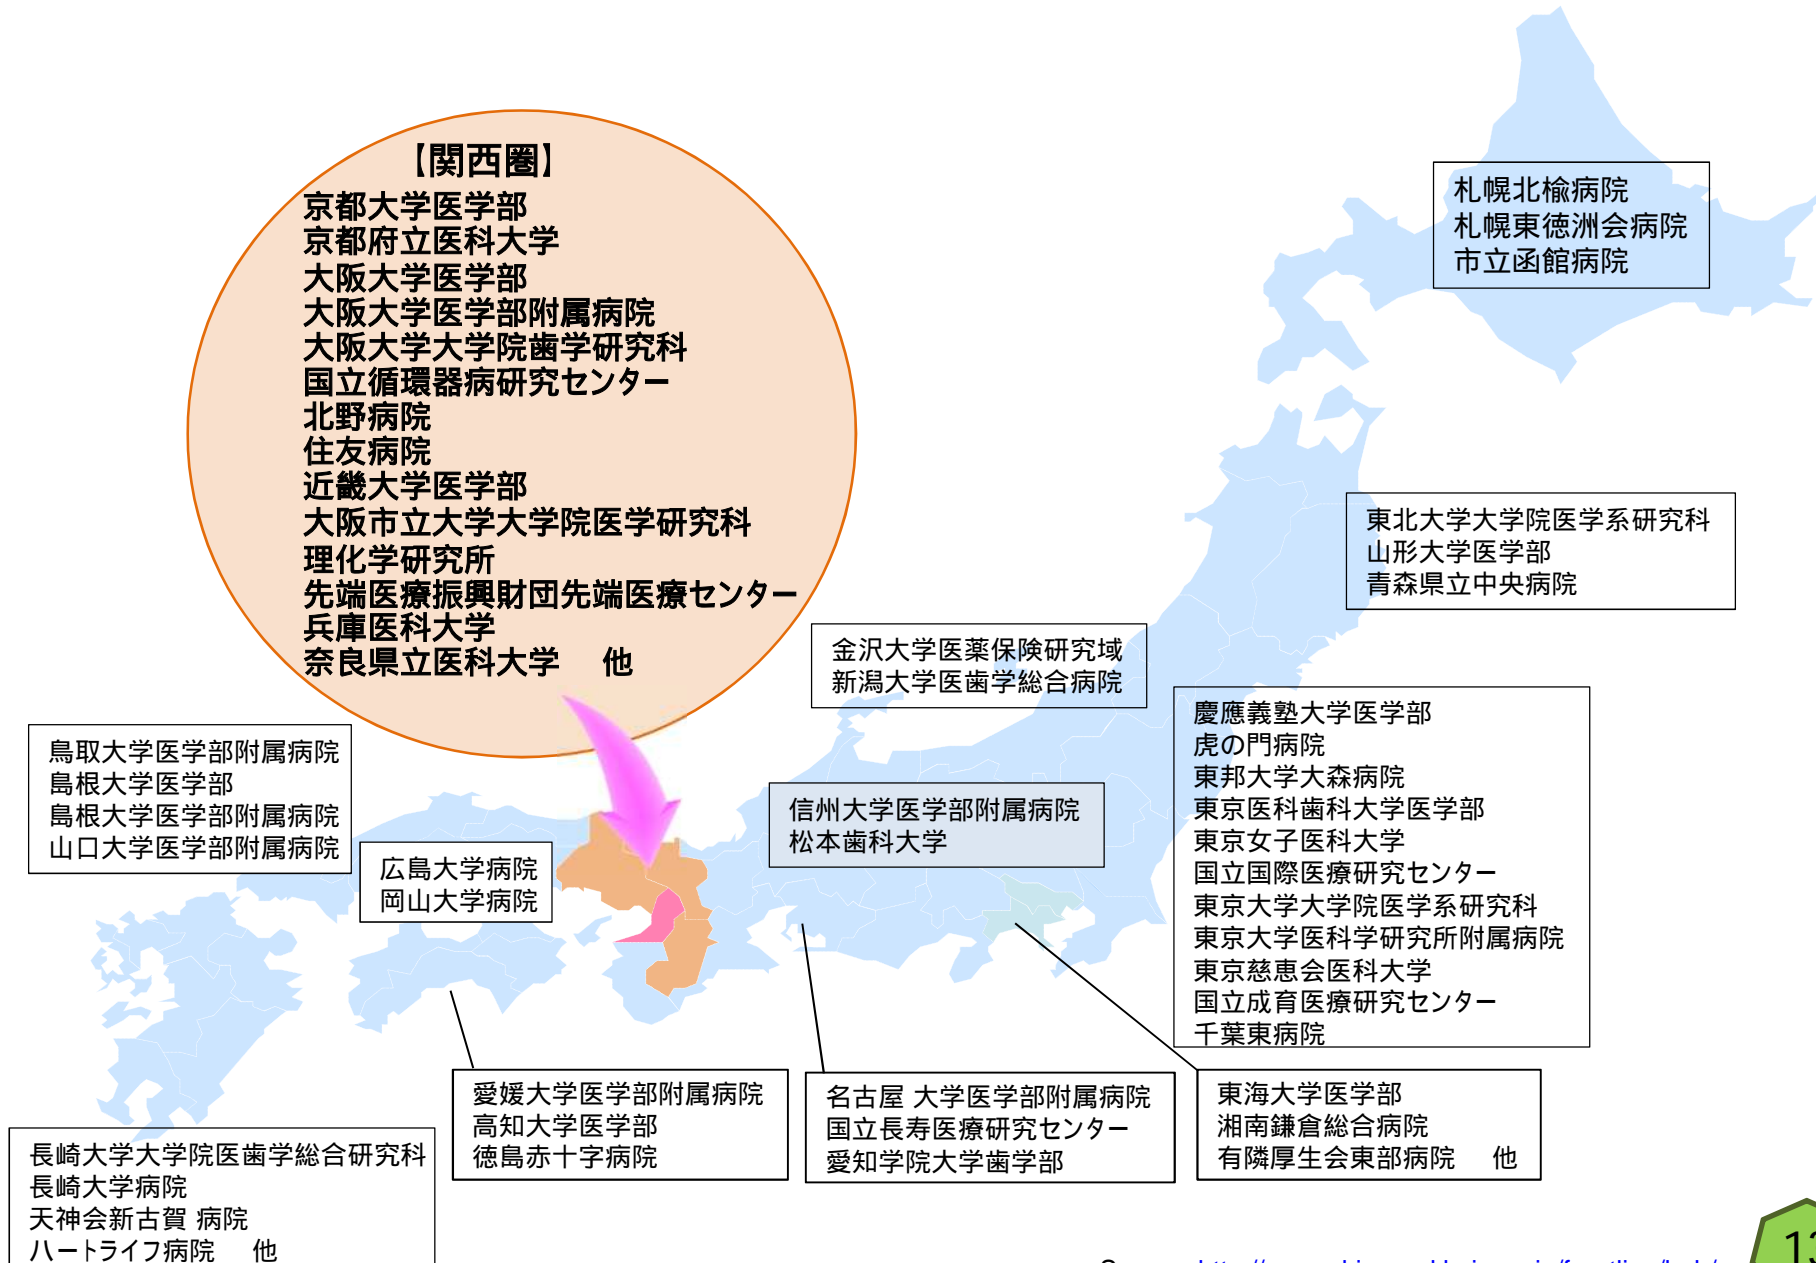 【関西圏】
京都大学医学部
京都府立医科大学
大阪大学医学部
大阪大学医学部附属病院
大阪大学大学院歯学研究科
国立循環器病研究センター
北野病院
住友病院
近畿大学医学部
大阪市立大学大学院医学研究科
理化学研究所
先端医療振興財団先端医療センター
兵庫医科大学
奈良県立医科大学 他
札幌北楡病院
札幌東徳洲会病院
市立函館病院
東北大学大学院医学系研究科
山形大学医学部
青森県立中央病院
金沢大学医薬保険研究域
新潟大学医歯学総合病院
慶應義塾大学医学部
虎の門病院
東邦大学大森病院
東京医科歯科大学医学部
東京女子医科大学
国立国際医療研究センター
東京大学大学院医学系研究科
東京大学医科学研究所附属病院
東京慈恵会医科大学
国立成育医療研究センター
千葉東病院
鳥取大学医学部附属病院
島根大学医学部
島根大学医学部附属病院
山口大学医学部附属病院
信州大学医学部附属病院
松本歯科大学
広島大学病院
岡山大学病院
愛媛大学医学部附属病院
高知大学医学部
徳島赤十字病院
名古屋 大学医学部附属病院
国立長寿医療研究センター
愛知学院大学歯学部
東海大学医学部
湘南鎌倉総合病院
有隣厚生会東部病院 他
長崎大学大学院医歯学総合研究科
長崎大学病院
天神会新古賀 病院
ハートライフ病院 他
13